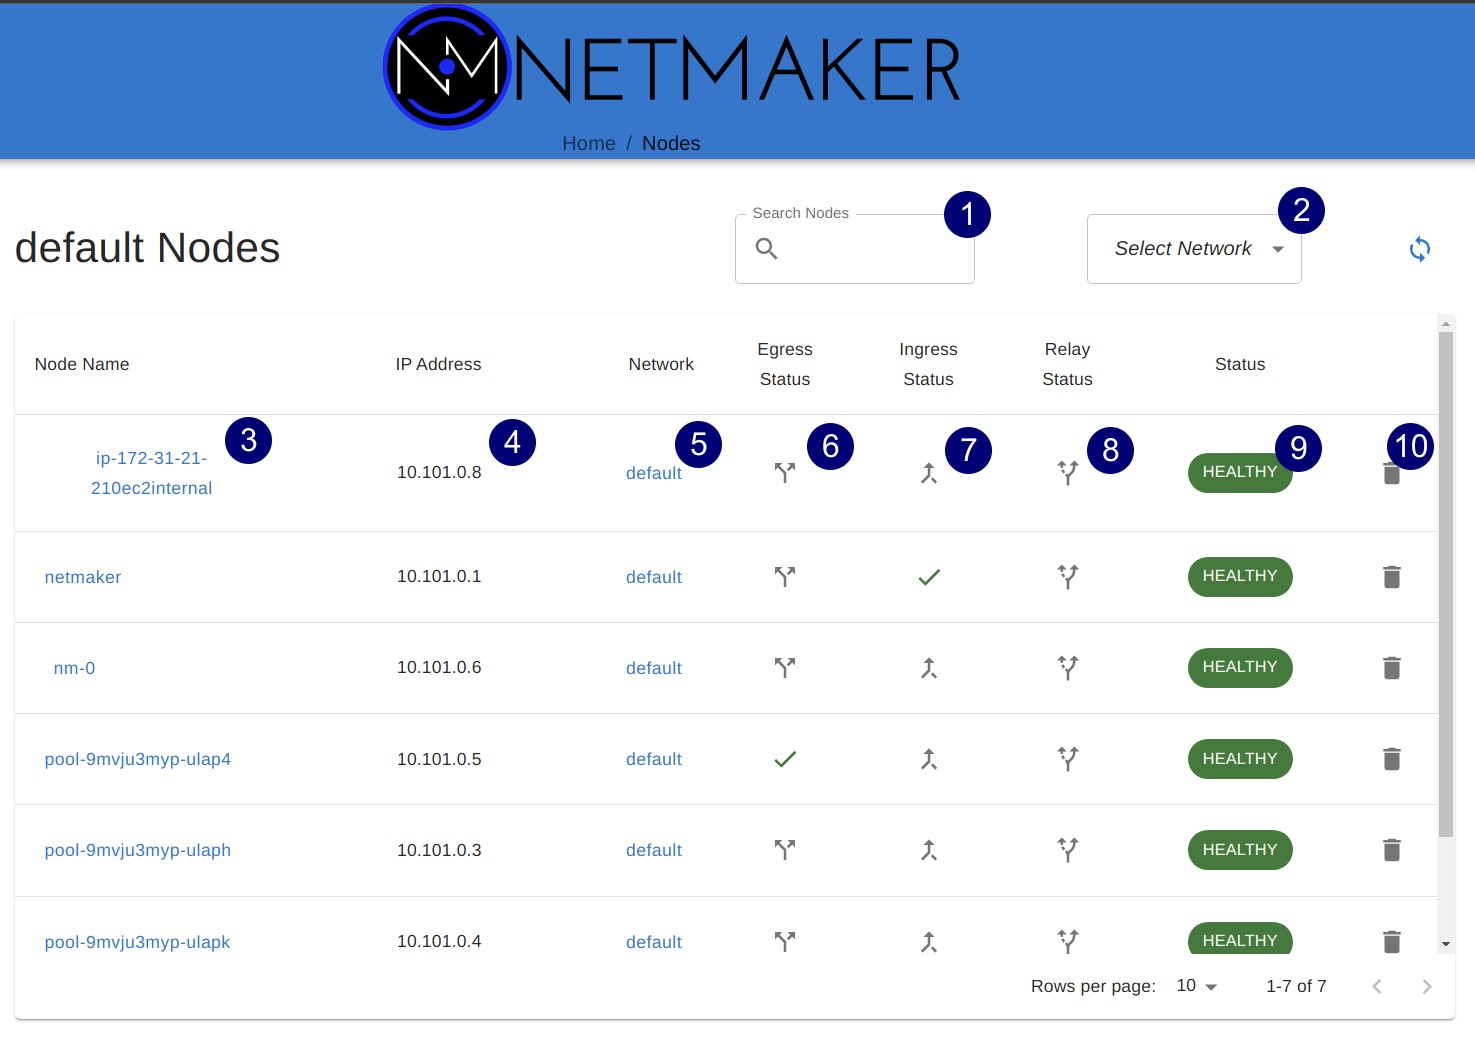 NM NETMAKER
Home / Nodes
default Nodes
Search Nodes
1
Select Network
2
Node Name
IP Address
Network
Egress
Status
Ingress
Status
Relay
Status
Status
ip-172-31-21-
210ec2internal
3
10.101.0.8
4
default
5
6
7
8
HEALTHY
9
10
netmaker
10.101.0.1
default
HEALTHY
nm-0
10.101.0.6
default
HEALTHY
pool-9mvju3myp-ulap4
10.101.0.5
default
HEALTHY
pool-9mvju3myp-ulaph
10.101.0.3
default
HEALTHY
pool-9mvju3myp-ulapk
10.101.0.4
default
HEALTHY
Rows per page: 10 1-7 of 7